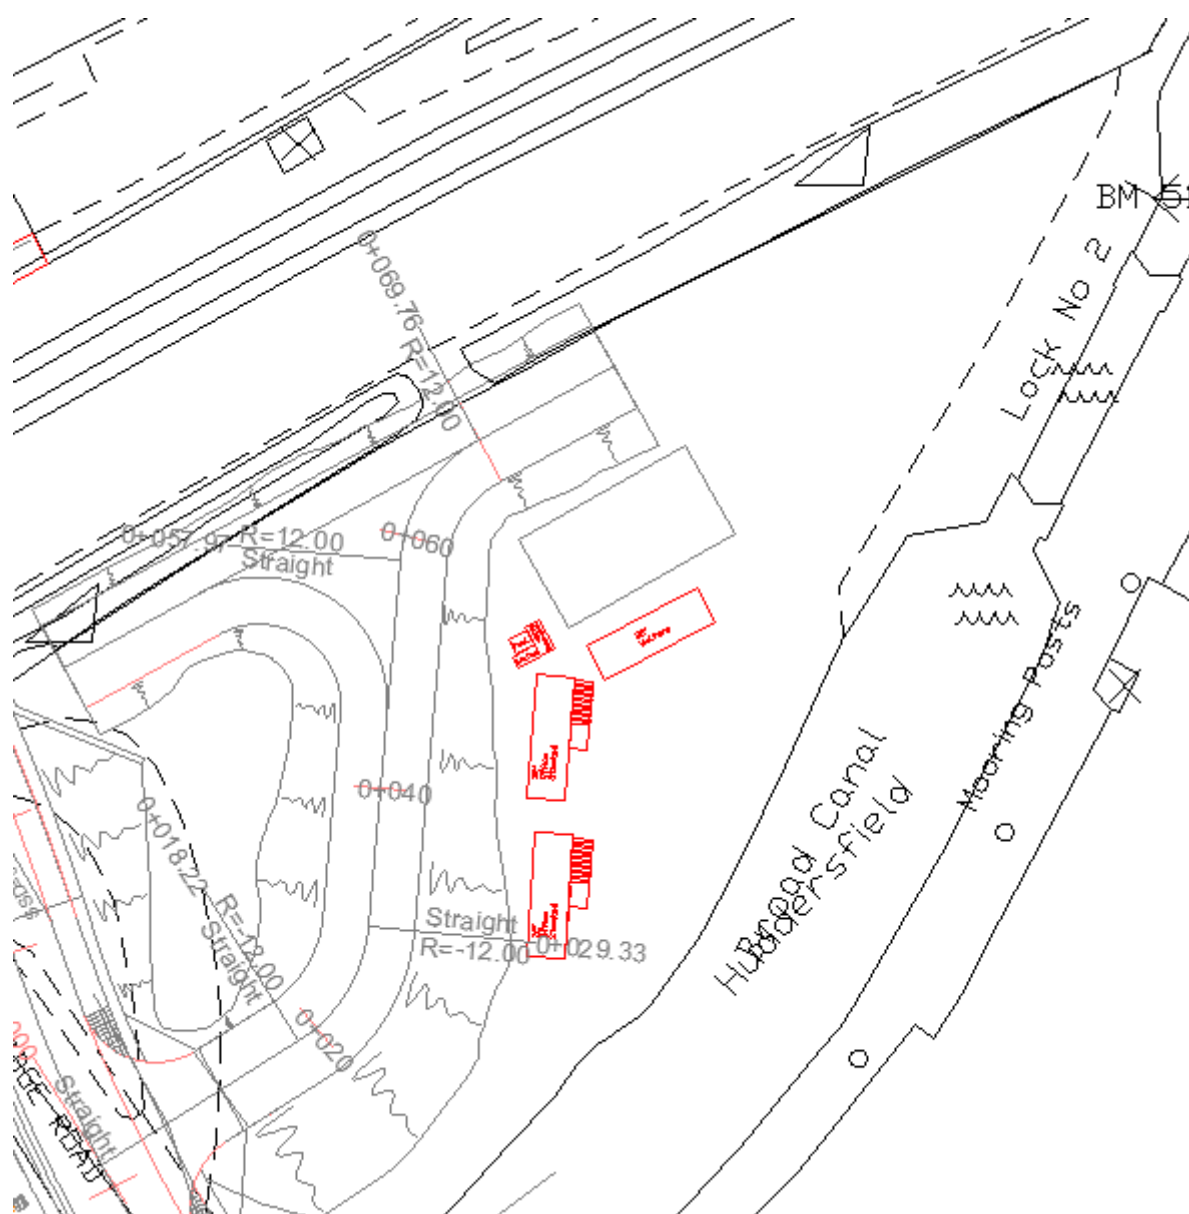 BM
Lock No 2
0+069.76
R=12.00
0+057.97
R=12.00
Straight
0+060
Mooring Posts
0+040
Broad Canal
Huddersfield
0+018.22
R=-12.00
Straight
Straight
R=-12.00
0+029.33
0+020
Straight
ROAD